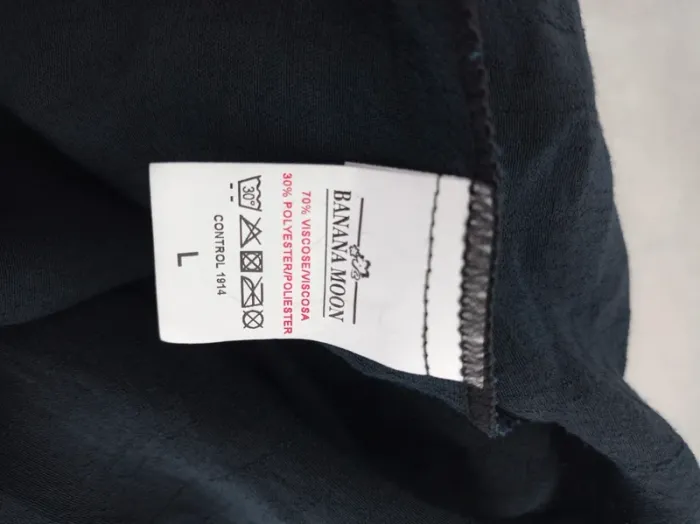 BANANA MOON
70% VISCOSE/VISCOSA
30% POLYESTER/POLIESTER
30°
CONTROL 1914
L